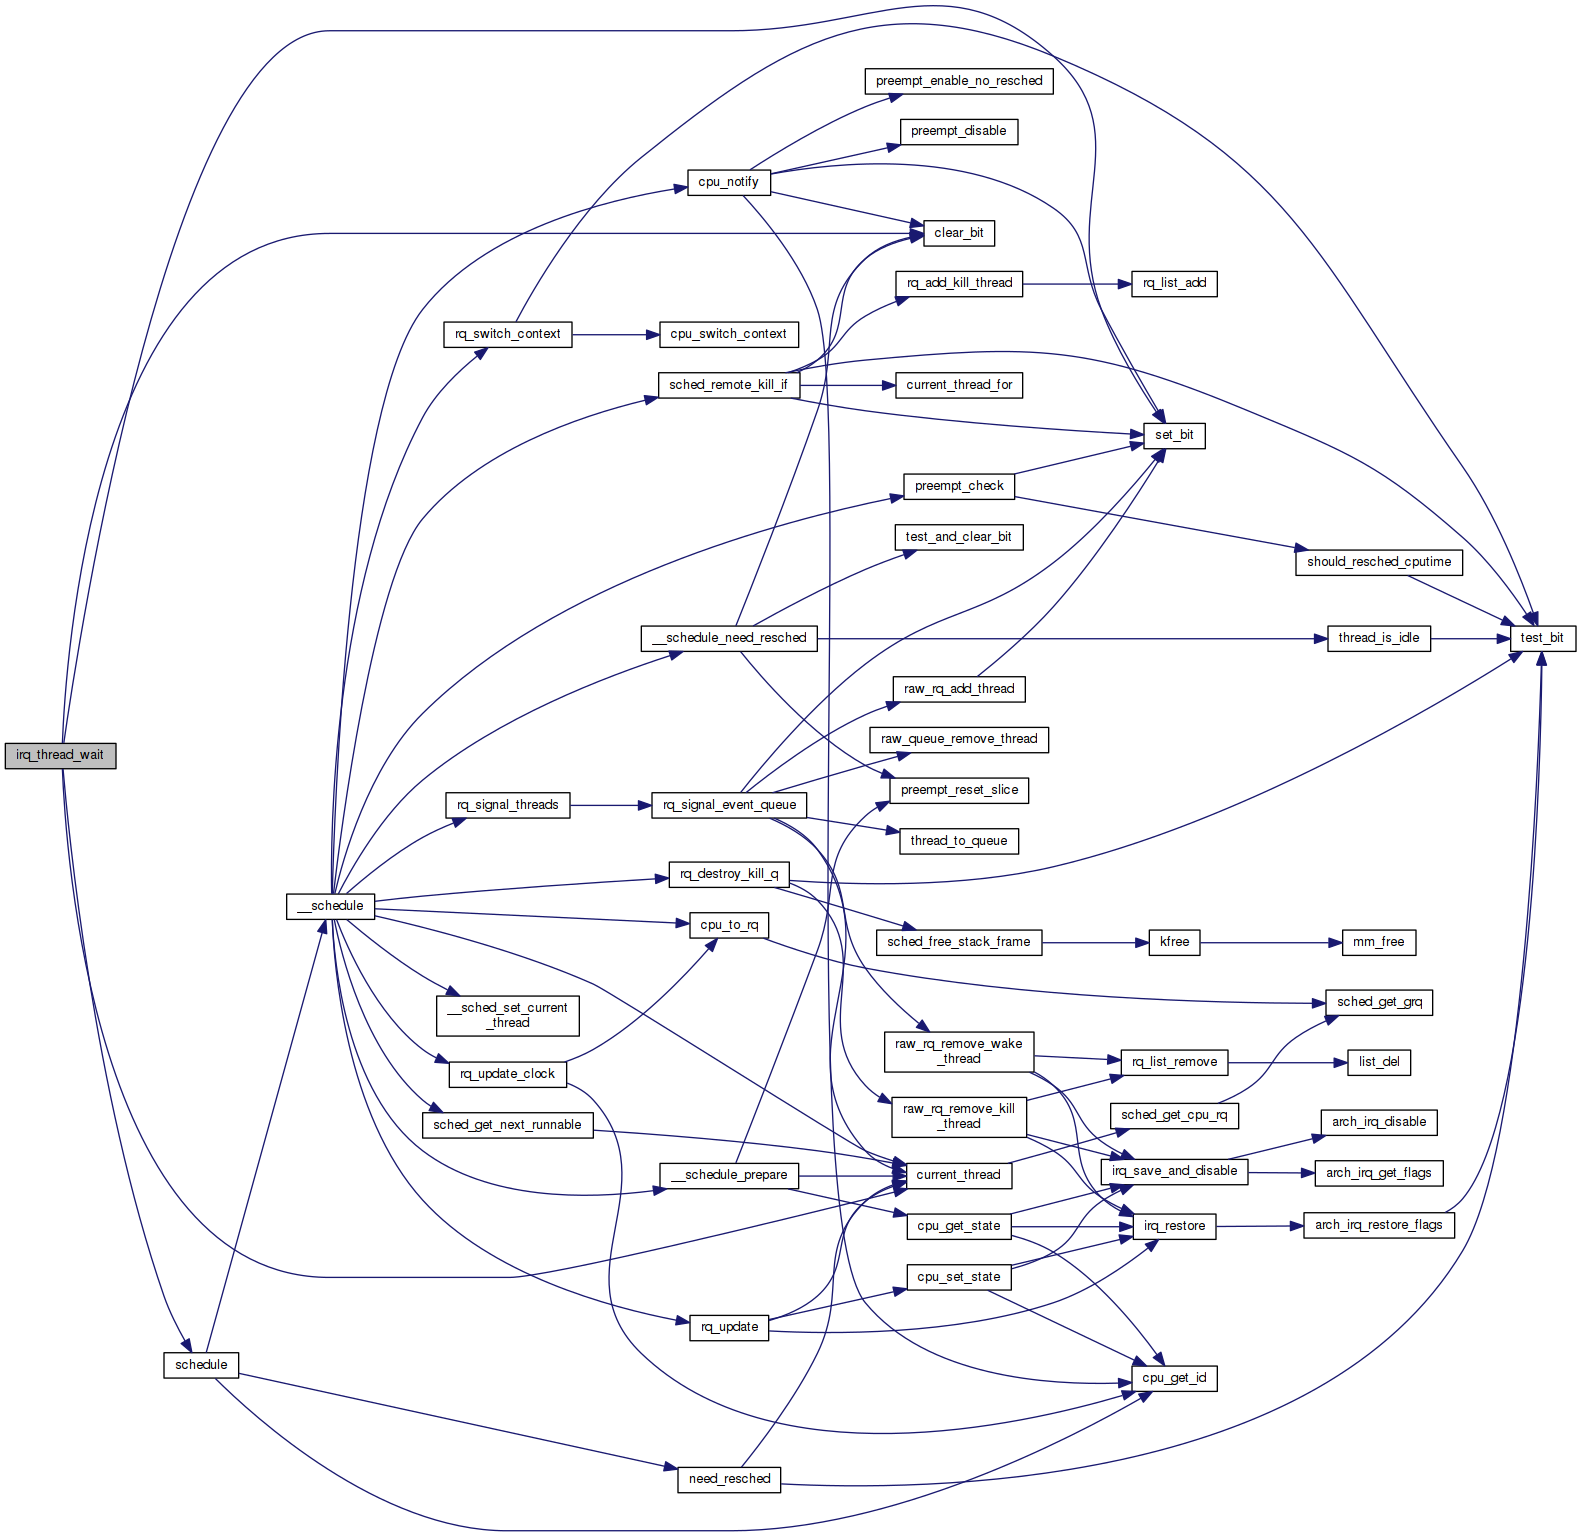 preempt_enable_no_resched
preempt_disable
cpu_notify
clear_bit
rq_add_kill_thread
rq_list_add
rq_switch_context
cpu_switch_context
sched_remote_kill_if
current_thread_for
set_bit
preempt_check
test_and_clear_bit
should_resched_cputime
__schedule_need_resched
thread_is_idle
test_bit
raw_rq_add_thread
raw_queue_remove_thread
irq_thread_wait
preempt_reset_slice
rq_signal_threads
rq_signal_event_queue
thread_to_queue
rq_destroy_kill_q
__schedule
cpu_to_rq
sched_free_stack_frame
kfree
mm_free
sched_get_grq
__sched_set_current
_thread
raw_rq_remove_wake
_thread
rq_list_remove
list_del
rq_update_clock
raw_rq_remove_kill
_thread
sched_get_cpu_rq
sched_get_next_runnable
arch_irq_disable
__schedule_prepare
current_thread
irq_save_and_disable
arch_irq_get_flags
cpu_get_state
irq_restore
arch_irq_restore_flags
cpu_set_state
rq_update
schedule
cpu_get_id
need_resched